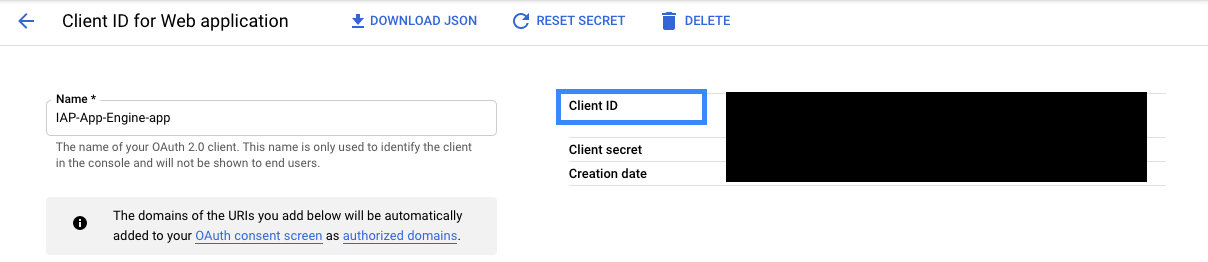 Client ID for Web application
DOWNLOAD JSON
RESET SECRET
DELETE
Name *
IAP-App-Engine-app
The name of your OAuth 2.0 client. This name is only used to identify the client
in the console and will not be shown to end users.
The domains of the URIs you add below will be automatically
added to your OAuth consent screen as authorized domains.
Client ID
Client secret
Creation date